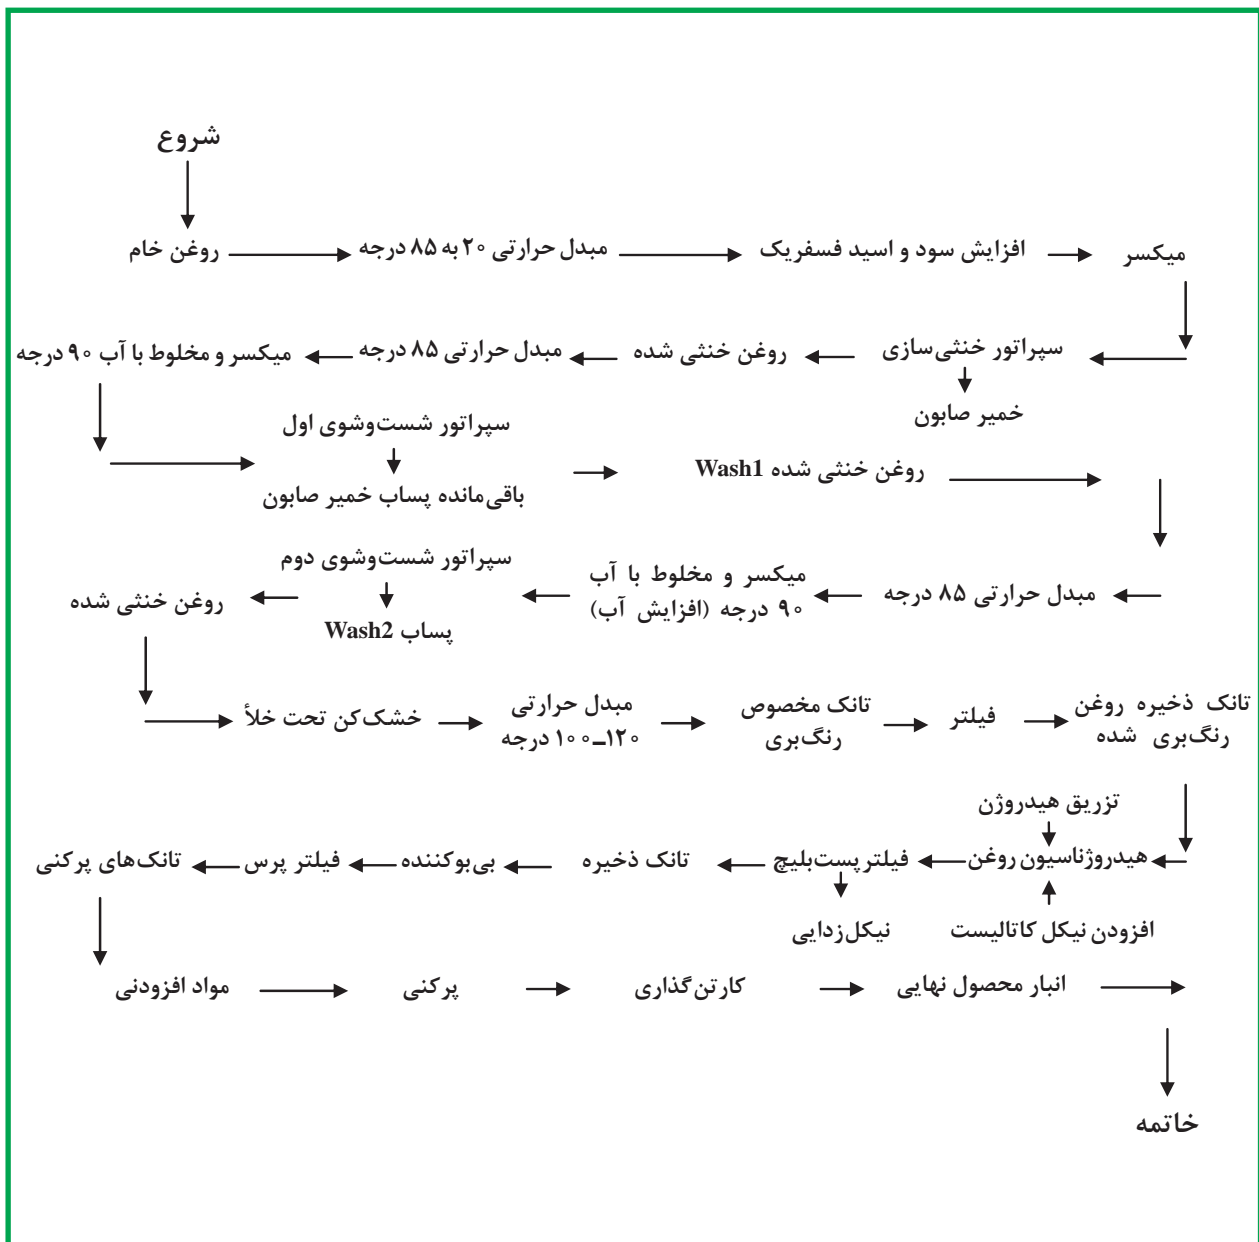 شروع
روغن خام
مبدل حرارتی ۲۰ به ۸۵ درجه
افزایش سود و اسید فسفریک
میکسر
سپراتور خنثی‌سازی
خمیر صابون
روغن خنثی شده
مبدل حرارتی ۸۵ درجه
میکسر و مخلوط با آب ۹۰ درجه
سپراتور شست‌وشوی اول
باقی‌مانده پساب خمیر صابون
روغن خنثی شده Wash1
مبدل حرارتی ۸۵ درجه
میکسر و مخلوط با آب
۹۰ درجه (افزایش آب)
سپراتور شست‌وشوی دوم
پساب Wash2
روغن خنثی شده
خشک‌کن تحت خلأ
مبدل حرارتی
۱۲۰ــ۱۰۰ درجه
تانک مخصوص
رنگ‌بری
فیلتر
تانک ذخیره روغن
رنگ‌بری شده
تزریق هیدروژن
هیدروژناسیون روغن
افزودن نیکل کاتالیست
فیلتر پست‌بلیچ
نیکل‌زدایی
تانک ذخیره
بی‌بوکننده
فیلتر پرس
تانک‌های پرکنی
مواد افزودنی
پرکنی
کارتن‌گذاری
انبار محصول نهایی
خاتمه